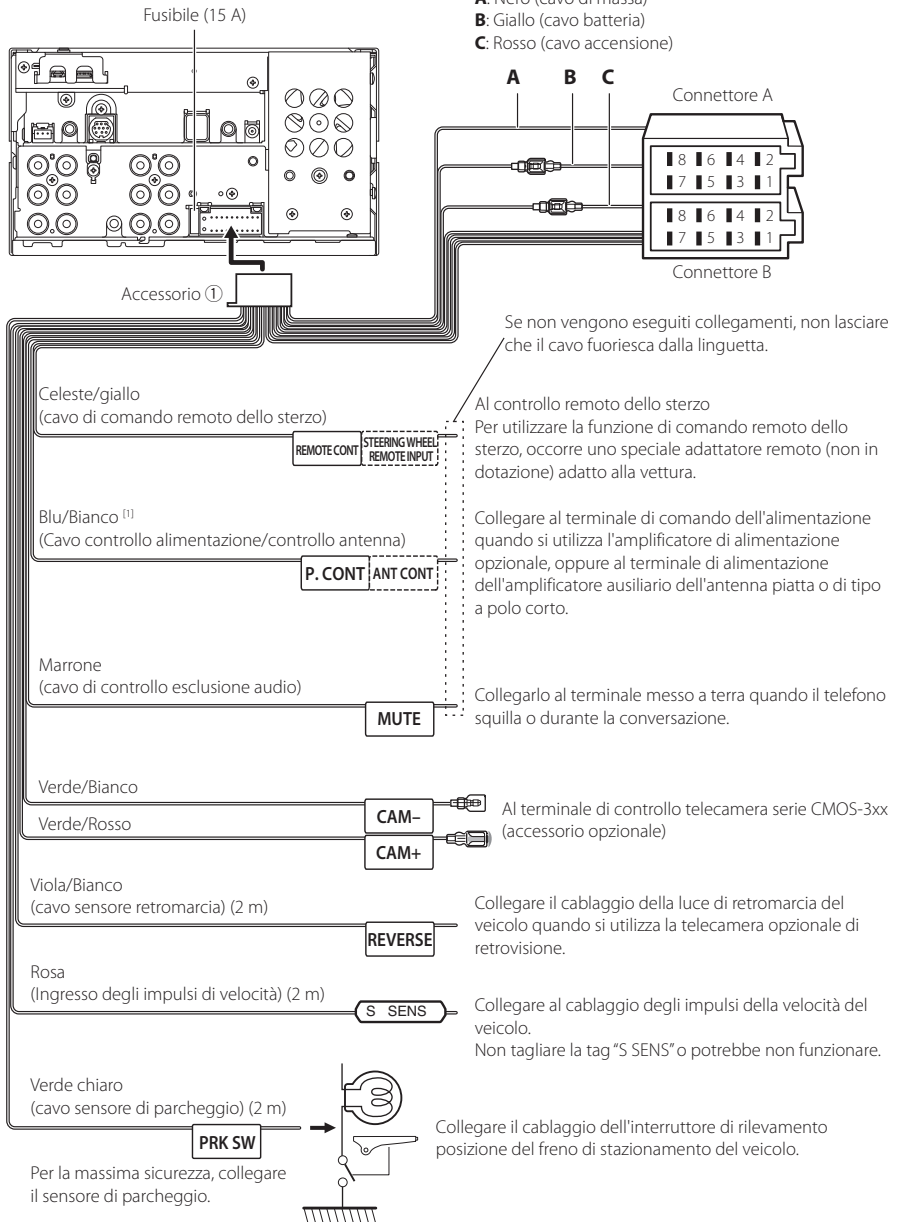 A: Nero (cavo di massa)
Fusibile (15 A)
B: Giallo (cavo batteria)
C: Rosso (cavo accensione)
A B C
Connettore A
8 6 4 2
7 5 3 1
8 6 4 2
7 5 3 1
Connettore B
Accessorio ①
Se non vengono eseguiti collegamenti, non lasciare
che il cavo fuoriesca dalla linguetta.
Celeste/giallo
(cavo di comando remoto dello sterzo)
REMOTE CONT
STEERING WHEEL
REMOTE INPUT
Al controllo remoto dello sterzo
Per utilizzare la funzione di comando remoto dello
sterzo, occorre uno speciale adattatore remoto (non in
dotazione) adatto alla vettura.
Blu/Bianco [1]
(Cavo controllo alimentazione/controllo antenna)
P. CONT ANT CONT
Collegare al terminale di comando dell'alimentazione
quando si utilizza l'amplificatore di alimentazione
opzionale, oppure al terminale di alimentazione
dell'amplificatore ausiliario dell'antenna piatta o di tipo
a polo corto.
Marrone
(cavo di controllo esclusione audio)
MUTE
Collegarlo al terminale messo a terra quando il telefono
squilla o durante la conversazione.
Verde/Bianco
CAM–
Verde/Rosso
CAM+
Al terminale di controllo telecamera serie CMOS-3xx
(accessorio opzionale)
Viola/Bianco
(cavo sensore retromarcia) (2 m)
REVERSE
Collegare il cablaggio della luce di retromarcia del
veicolo quando si utilizza la telecamera opzionale di
retrovisione.
Rosa
(Ingresso degli impulsi di velocità) (2 m)
S SENS
Collegare al cablaggio degli impulsi della velocità del
veicolo.
Non tagliare la tag “S SENS” o potrebbe non funzionare.
Verde chiaro
(cavo sensore di parcheggio) (2 m)
PRK SW
Collegare il cablaggio dell'interruttore di rilevamento
posizione del freno di stazionamento del veicolo.
Per la massima sicurezza, collegare
il sensore di parcheggio.